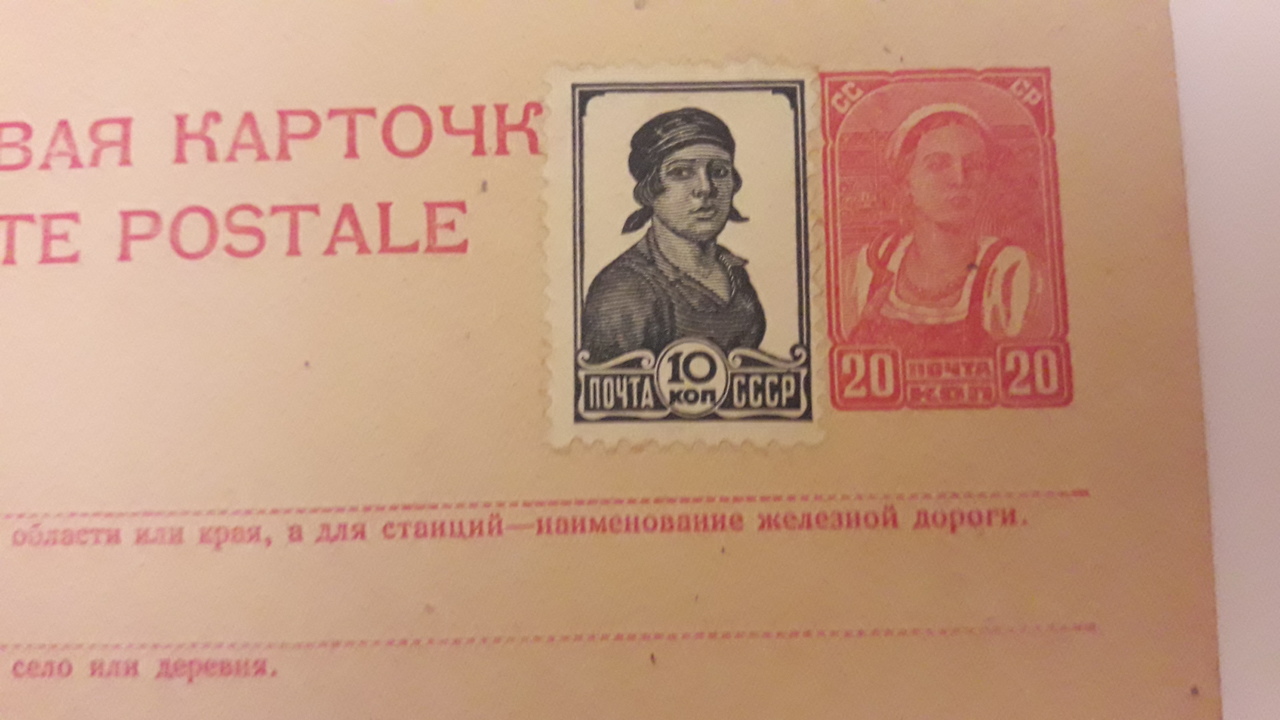 ВАЯ КАРТОЧК
TE POSTALE
10
КОП
ПОЧТА СССР
СС СР
20 ПОЧТА 20
КОП
области или края, а для станций—наименование железной дороги.
село или деревня.